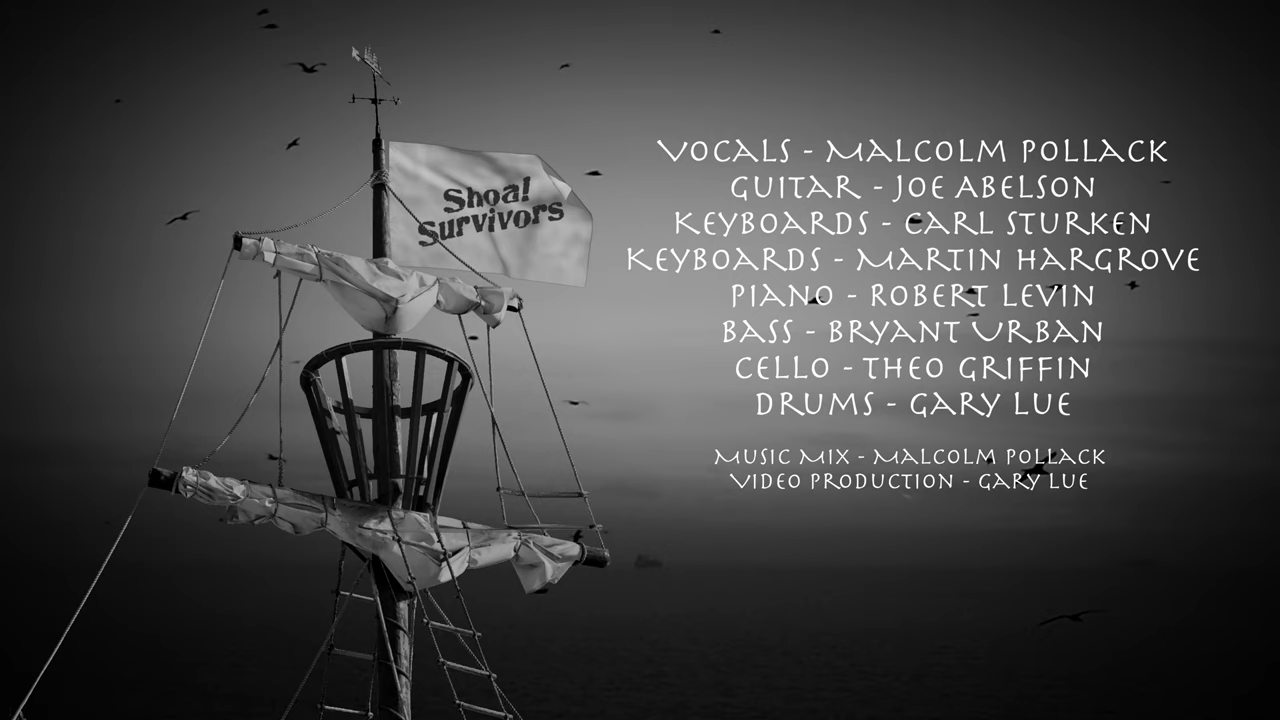 Shoal
Survivors
Vocals - Malcolm Pollack
Guitar - Joe Abelson
Keyboards - Carl Sturken
Keyboards - Martin Hargrove
Piano - Robert Levin
Bass - Bryant Urban
Cello - Theo Griffin
Drums - Gary Lue
Music Mix - Malcolm Pollack
Video Production - Gary Lue